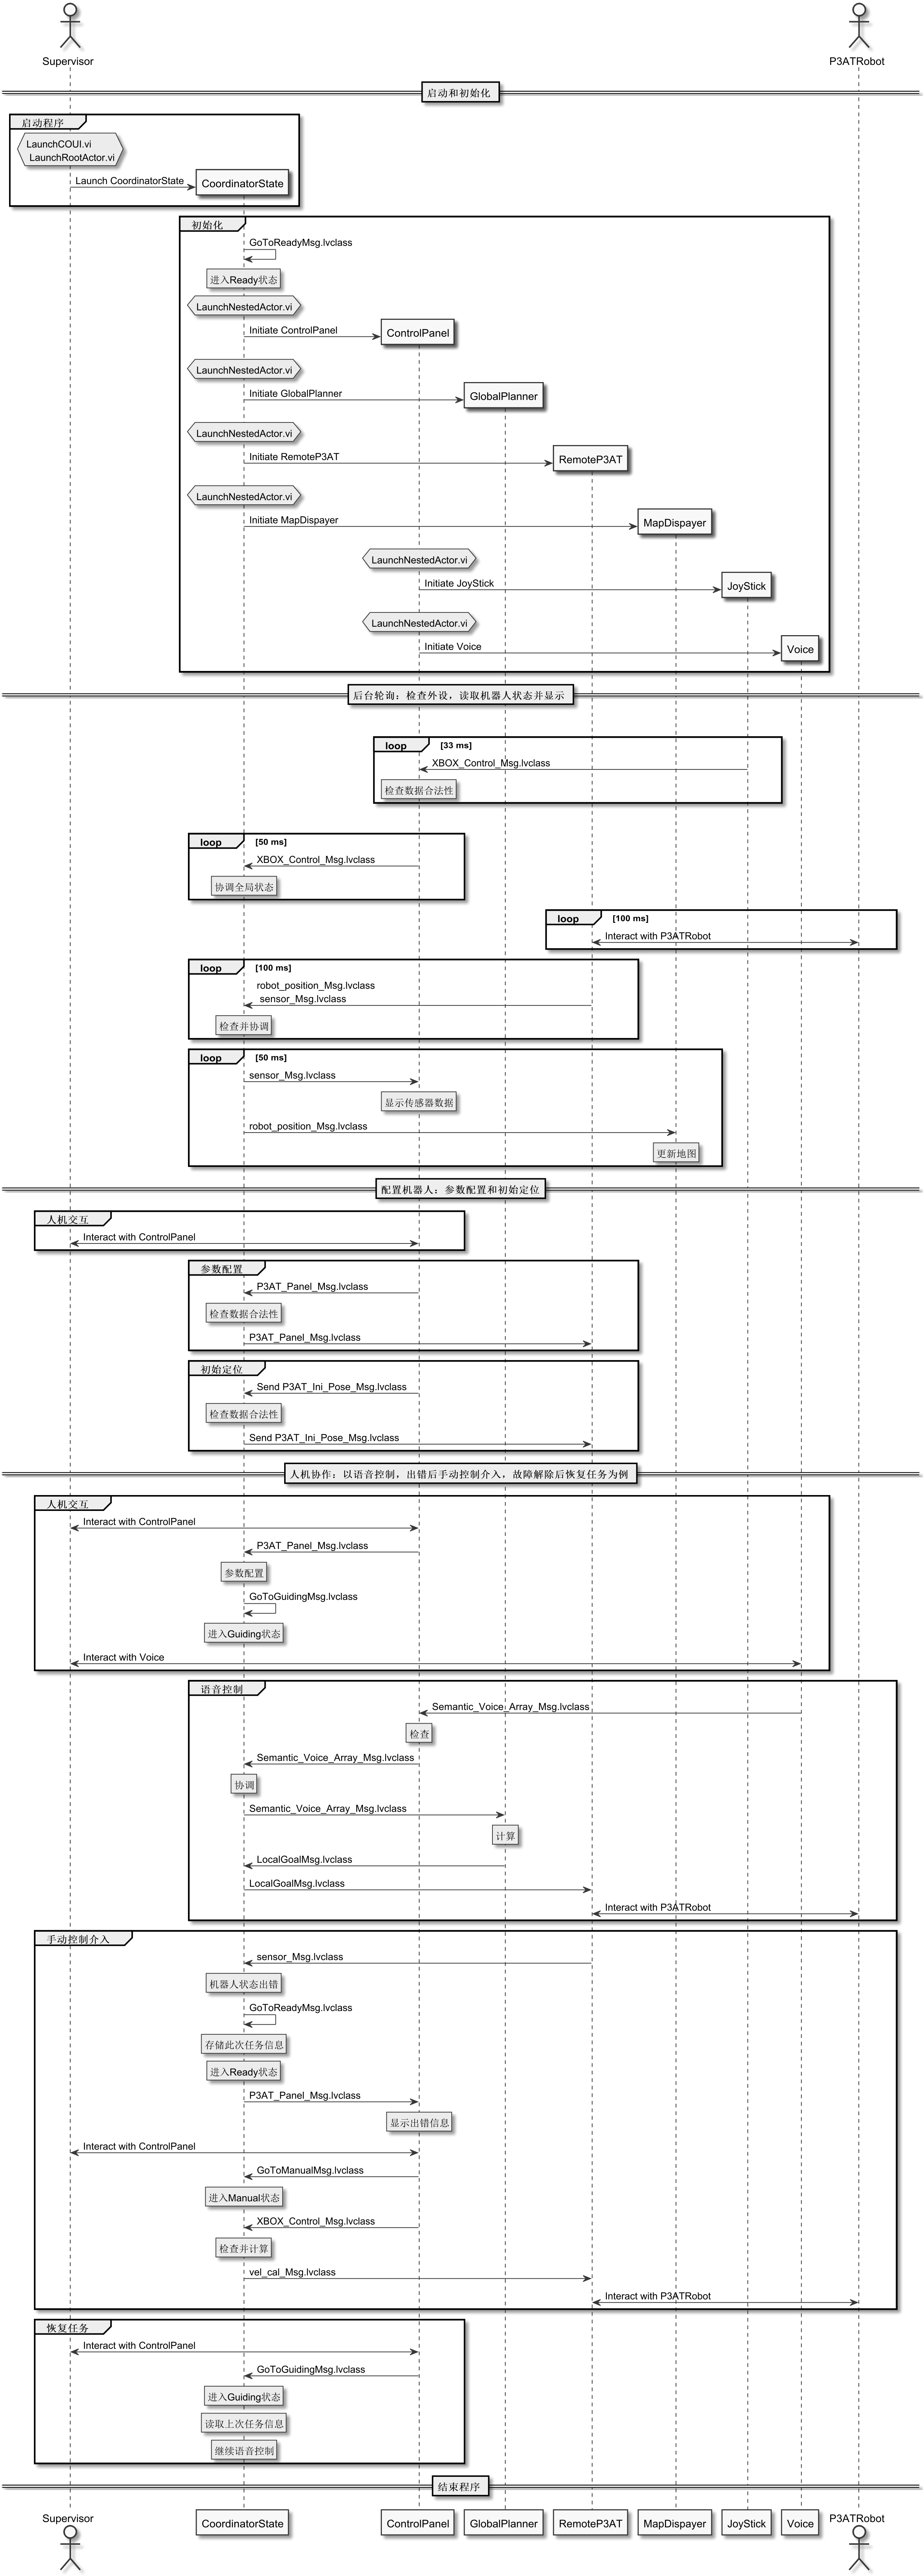 Supervisor
P3ATRobot
启动和初始化
启动程序
LaunchCOUI.vi
LaunchRootActor.vi
Launch CoordinatorState
CoordinatorState
初始化
GoToReadyMsg.lvclass
进入Ready状态
LaunchNestedActor.vi
Initiate ControlPanel
ControlPanel
LaunchNestedActor.vi
Initiate GlobalPlanner
GlobalPlanner
LaunchNestedActor.vi
Initiate RemoteP3AT
RemoteP3AT
LaunchNestedActor.vi
Initiate MapDispayer
MapDispayer
LaunchNestedActor.vi
Initiate JoyStick
JoyStick
LaunchNestedActor.vi
Initiate Voice
Voice
后台轮询：检查外设，读取机器人状态并显示
loop [33 ms]
XBOX_Control_Msg.lvclass
检查数据合法性
loop [50 ms]
XBOX_Control_Msg.lvclass
协调全局状态
loop [100 ms]
Interact with P3ATRobot
loop [100 ms]
robot_position_Msg.lvclass
sensor_Msg.lvclass
检查并协调
loop [50 ms]
sensor_Msg.lvclass
显示传感器数据
robot_position_Msg.lvclass
更新地图
配置机器人：参数配置和初始定位
人机交互
Interact with ControlPanel
参数配置
P3AT_Panel_Msg.lvclass
检查数据合法性
P3AT_Panel_Msg.lvclass
初始定位
Send P3AT_Ini_Pose_Msg.lvclass
检查数据合法性
Send P3AT_Ini_Pose_Msg.lvclass
人机协作：以语音控制，出错后手动控制介入，故障解除后恢复任务为例
人机交互
Interact with ControlPanel
P3AT_Panel_Msg.lvclass
参数配置
GoToGuidingMsg.lvclass
进入Guiding状态
Interact with Voice
语音控制
Semantic_Voice_Array_Msg.lvclass
检查
Semantic_Voice_Array_Msg.lvclass
协调
Semantic_Voice_Array_Msg.lvclass
计算
LocalGoalMsg.lvclass
LocalGoalMsg.lvclass
Interact with P3ATRobot
手动控制介入
sensor_Msg.lvclass
机器人状态出错
GoToReadyMsg.lvclass
存储此次任务信息
进入Ready状态
P3AT_Panel_Msg.lvclass
显示出错信息
Interact with ControlPanel
GoToManualMsg.lvclass
进入Manual状态
XBOX_Control_Msg.lvclass
检查并计算
vel_cal_Msg.lvclass
Interact with P3ATRobot
恢复任务
Interact with ControlPanel
GoToGuidingMsg.lvclass
进入Guiding状态
读取上次任务信息
继续语音控制
结束程序
Supervisor
CoordinatorState
ControlPanel
GlobalPlanner
RemoteP3AT
MapDispayer
JoyStick
Voice
P3ATRobot